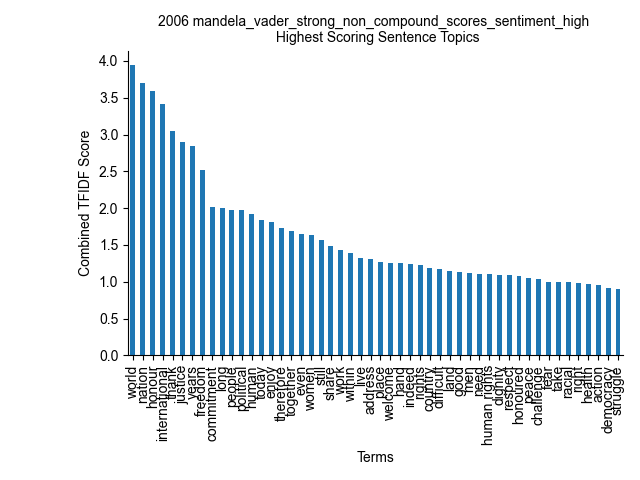 2006 mandela_vader_strong_non_compound_scores_sentiment_high
Highest Scoring Sentence Topics
Combined TFIDF Score
4.0
3.5
3.0
2.5
2.0
1.5
1.0
0.5
0.0
world
nation
honour
international
thank
justice
years
freedom
commitment
long
people
political
human
today
enjoy
therefore
together
even
women
still
share
work
within
live
address
place
welcome
hand
indeed
rights
country
difficult
land
good
men
need
human rights
dignity
respect
honoured
peace
challenge
fear
take
racial
right
health
action
democracy
struggle
Terms